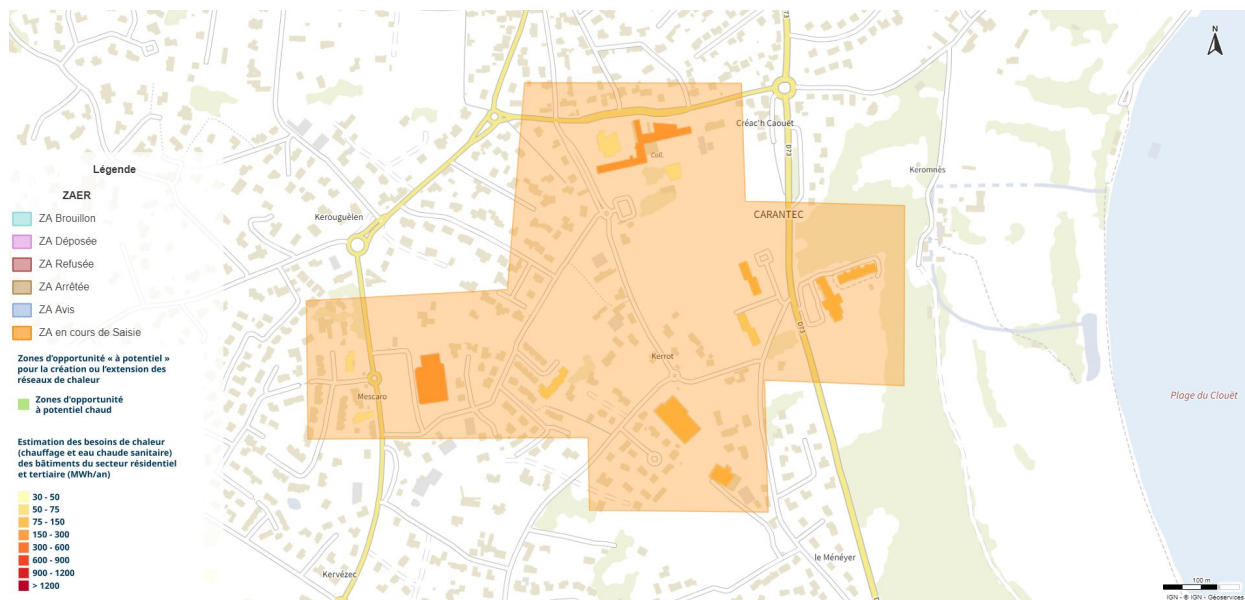 D73
N
Créac'h Caouët
Coll.
D73
Légende
Keromnès
ZAER
ZA Brouillon
Kerouguélen
CARANTEC
ZA Déposée
ZA Refusée
ZA Arrêtée
ZA Avis
ZA en cours de Saisie
D73
Zones d'opportunité « à potentiel »
pour la création ou l'extension des
réseaux de chaleur
Kerrot
Zones d'opportunité
à potentiel chaud
Mescaro
Plage du Clouët
Estimation des besoins de chaleur
(chauffage et eau chaude sanitaire)
des bâtiments du secteur résidentiel
et tertiaire (MWh/an)
30 - 50
50 - 75
75 - 150
150 - 300
300 - 600
600 - 900
900 - 1200
> 1200
le Ménéyer
Kervézec
100 m
IGN - © IGN - Géoservices